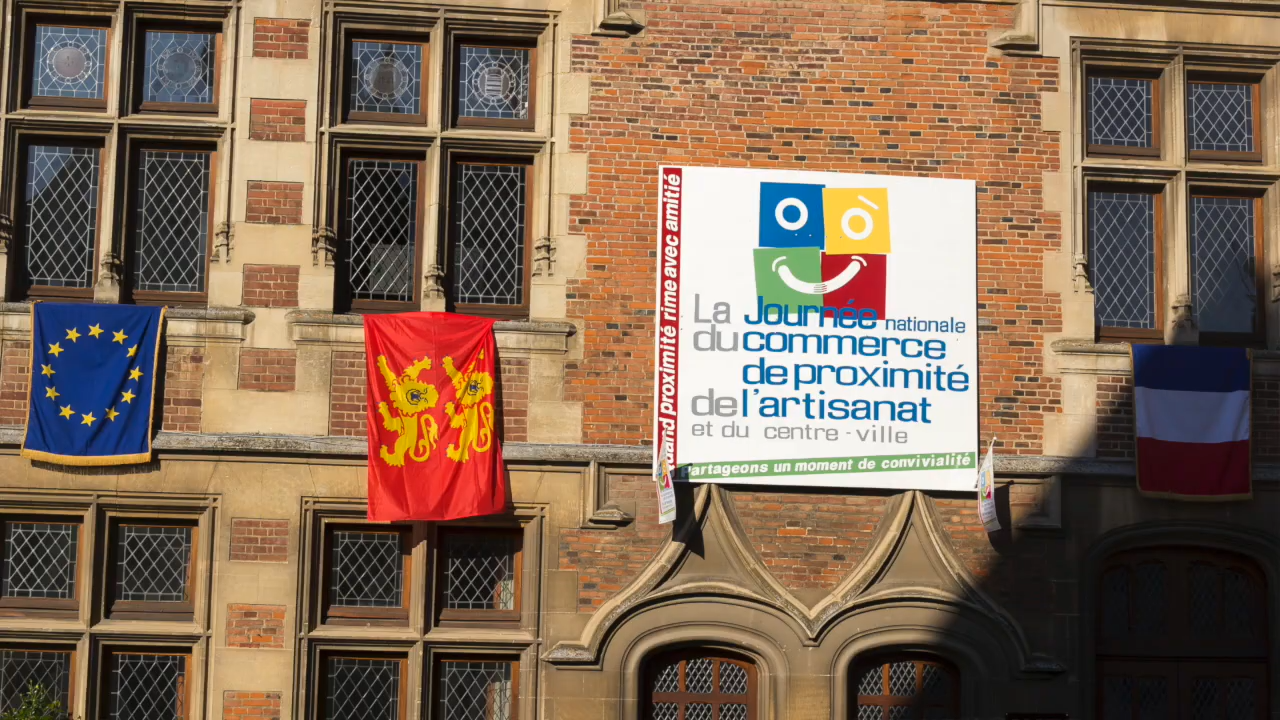 Quand proximité rime avec amitié
La Journée nationale
du commerce
de proximité
de l'artisanat
et du centre-ville
Partageons un moment de convivialité